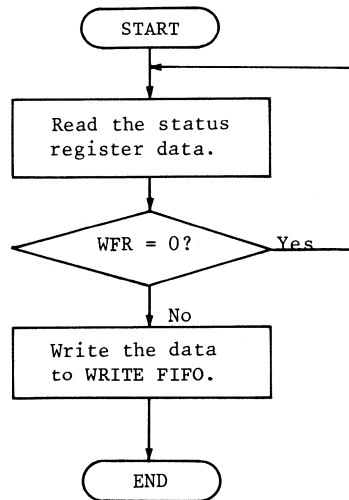 START
Read the status
register data.
WFR = 0?
Yes
No
Write the data
to WRITE FIFO.
END